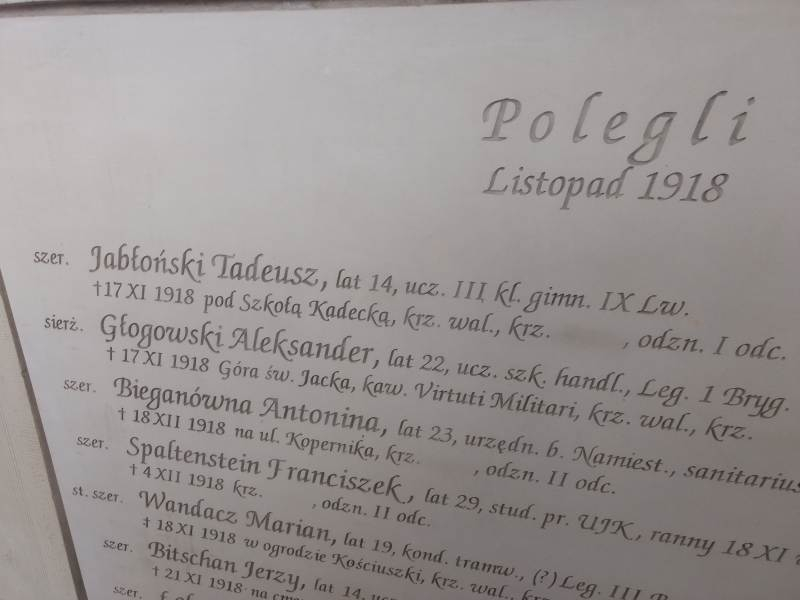 Polegli
Listopad 1918
szer. Jabłoński Tadeusz, lat 14, ucz. III kl. gimn. IX Lw.
†17 XI 1918 pod Szkołą Kadecką, krz. wal., krz. , odzn. I odc.
sierż. Głogowski Aleksander, lat 22, ucz. szk. handl., Leg. 1 Bryg.
† 17 XI 1918 Góra św. Jacka, kaw. Virtuti Militari, krz. wal., krz.
szer. Bieganówna Antonina, lat 23, urzędn. b. Namiest., sanitarius
† 18 XII 1918 na ul. Kopernika, krz. , odzn. II odc.
szer. Spaltenstein Franciszek, lat 29, stud. pr. UJK, ranny 18 XI
† 4 XII 1918 krz. , odzn. II odc.
st. szer. Wandacz Marian, lat 19, kond. tramw., (?) Leg. III
† 18 XI 1918 w ogrodzie Kościuszki, krz. wal.,
szer. Bitschan Jerzy, lat 14,
† 21 XI 1918 na
szer.